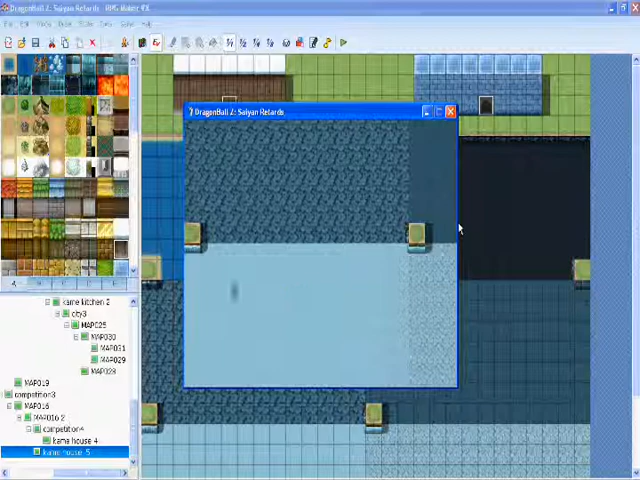 DragonBall Z: Saiyan Retards - RPG Maker VX
DragonBall Z: Saiyan Retards
kame kitchen 2
city3
MAP025
MAP030
MAP031
MAP029
MAP028
MAP019
competition3
MAP016
MAP016 2
competition4
kame house 4
kame house 5